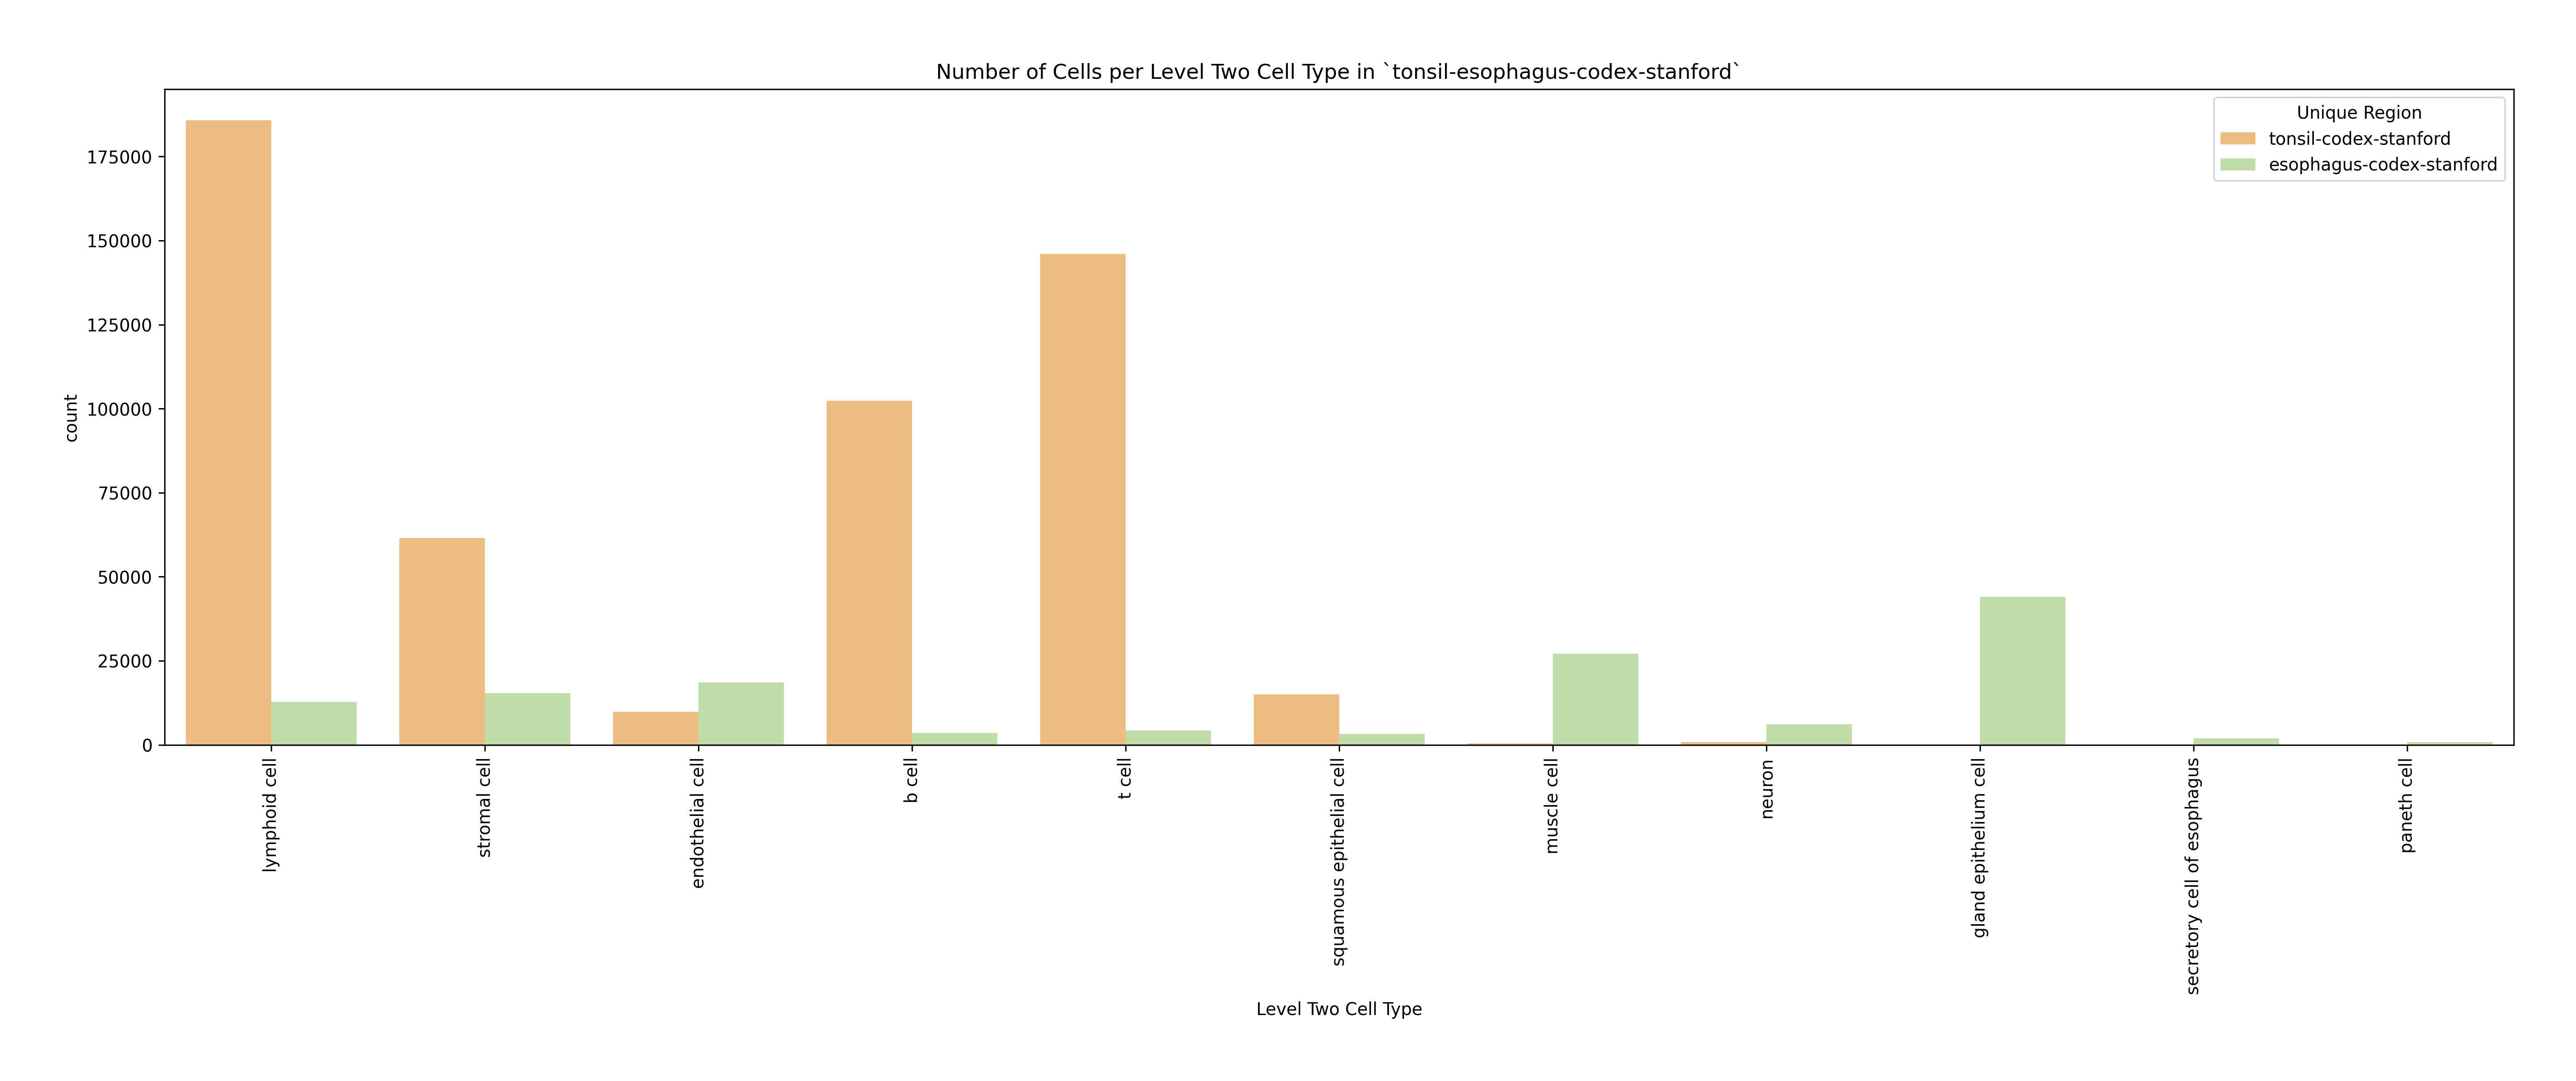 Number of Cells per Level Two Cell Type in `tonsil-esophagus-codex-stanford`
Unique Region
tonsil-codex-stanford
esophagus-codex-stanford
count
175000
150000
125000
100000
75000
50000
25000
0
lymphoid cell
stromal cell
endothelial cell
b cell
t cell
squamous epithelial cell
muscle cell
neuron
gland epithelium cell
secretory cell of esophagus
paneth cell
Level Two Cell Type